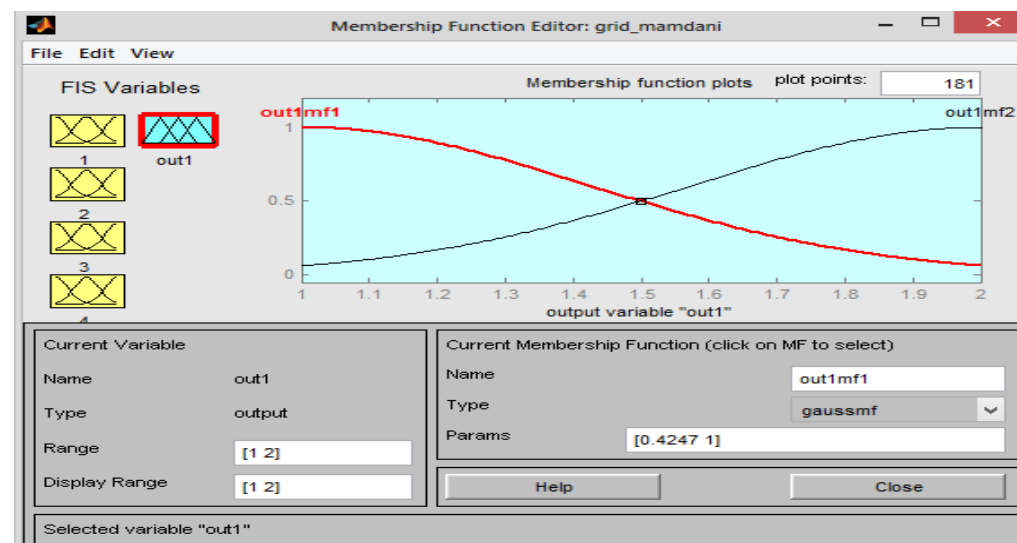 Membership Function Editor: grid_mamdani
File Edit View
FIS Variables
Membership function plots plot points: 181
out1mf1 out1mf2
1
0.5
0
1 1.1 1.2 1.3 1.4 1.5 1.6 1.7 1.8 1.9 2
output variable "out1"
1 out1
2
3
4
Current Variable
Name out1
Type output
Range [1 2]
Display Range [1 2]
Current Membership Function (click on MF to select)
Name out1mf1
Type gaussmf
Params [0.4247 1]
Help Close
Selected variable "out1"